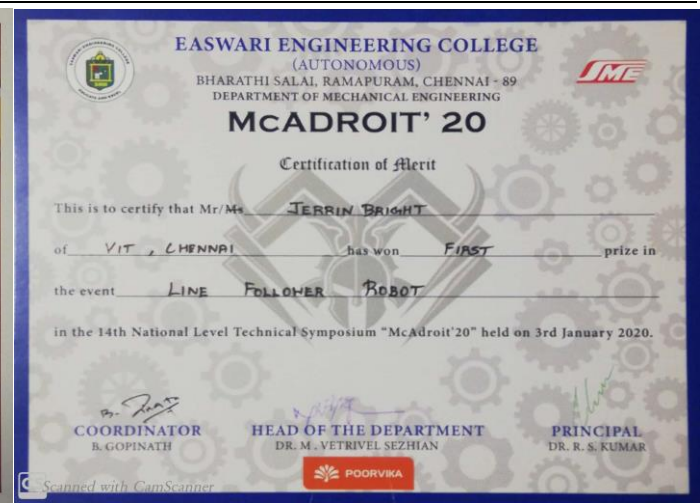 EASWARI ENGINEERING COLLEGE
(AUTONOMOUS)
BHARATHI SALAI, RAMAPURAM, CHENNAI - 89
DEPARTMENT OF MECHANICAL ENGINEERING
SME
McADROIT' 20
Certification of Merit
This is to certify that Mr/Ms JERRIN BRIGHT
of VIT, CHENNAI has won FIRST prize in
the event LINE FOLLOWER ROBOT
in the 14th National Level Technical Symposium "McAdroit'20" held on 3rd January 2020.
COORDINATOR HEAD OF THE DEPARTMENT PRINCIPAL
B. GOPINATH DR. M. VETRIVEL SEZHIAN DR. R. S. KUMAR
POORVIKA
CS Scanned with CamScanner